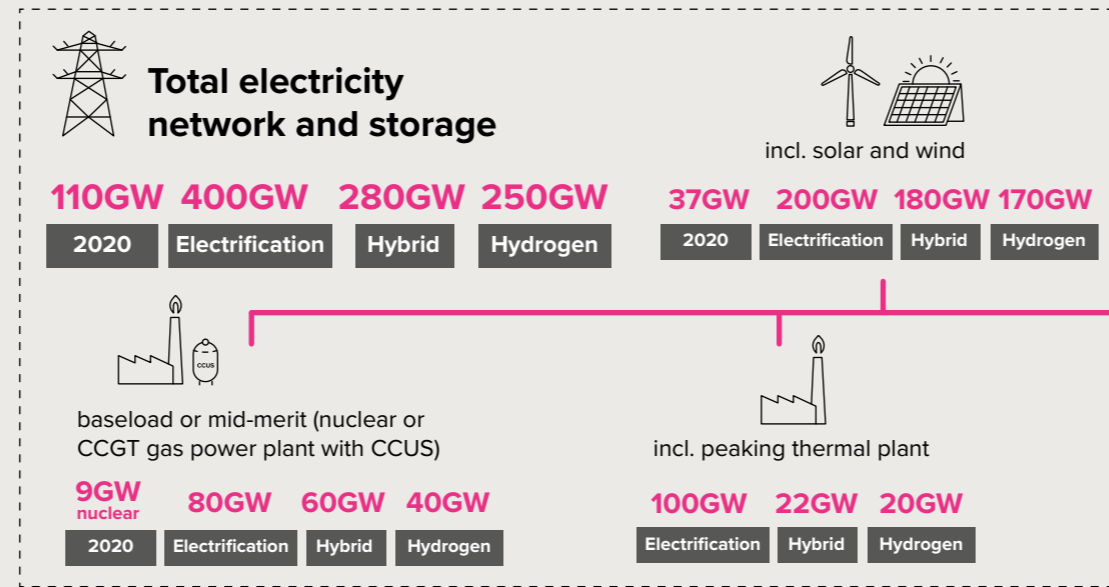 Total electricity
network and storage
110GW 400GW 280GW 250GW
2020 Electrification Hybrid Hydrogen
incl. solar and wind
37GW 200GW 180GW 170GW
2020 Electrification Hybrid Hydrogen
CCUS
baseload or mid-merit (nuclear or
CCGT gas power plant with CCUS)
9GW
nuclear
80GW 60GW 40GW
2020 Electrification Hybrid Hydrogen
incl. peaking thermal plant
100GW 22GW 20GW
Electrification Hybrid Hydrogen